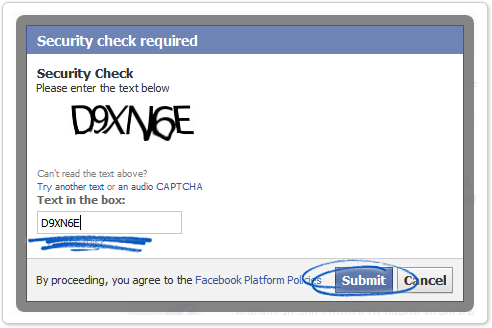 Security check required
Security Check
Please enter the text below
D9XN6E
Can't read the text above?
Try another text or an audio CAPTCHA
Text in the box:
D9XN6E
By proceeding, you agree to the Facebook Platform Policies
Submit
Cancel